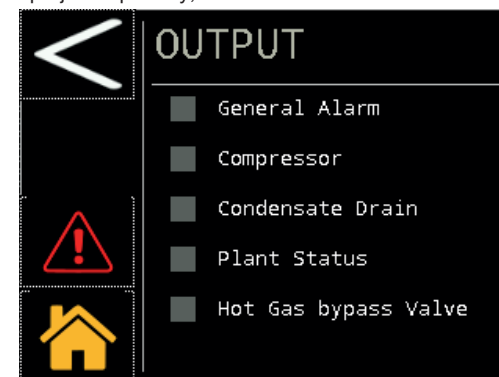 OUTPUT
General Alarm
Compressor
Condensate Drain
Plant Status
Hot Gas bypass Valve